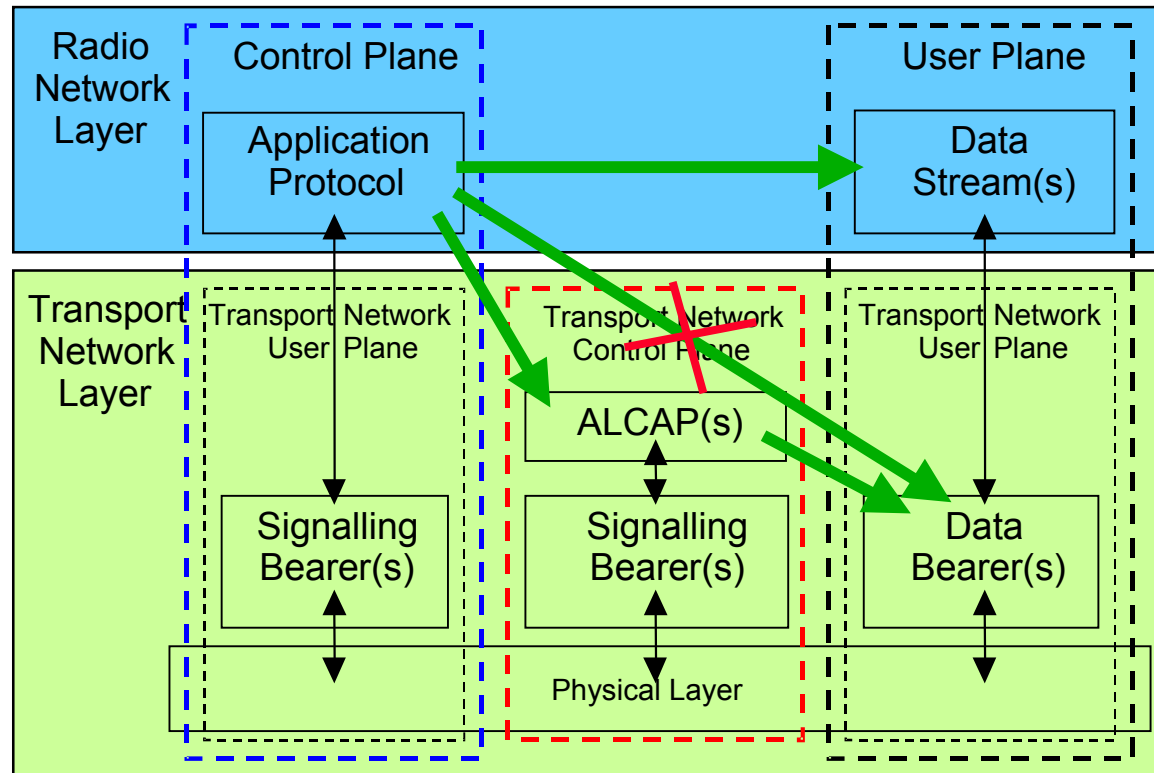 Radio
Network
Layer
Control Plane
User Plane
Application
Protocol
Data
Stream(s)
Transport
Network
Layer
Transport Network
User Plane
Transport Network
Control Plane
Transport Network
User Plane
ALCAP(s)
Signalling
Bearer(s)
Signalling
Bearer(s)
Data
Bearer(s)
Physical Layer